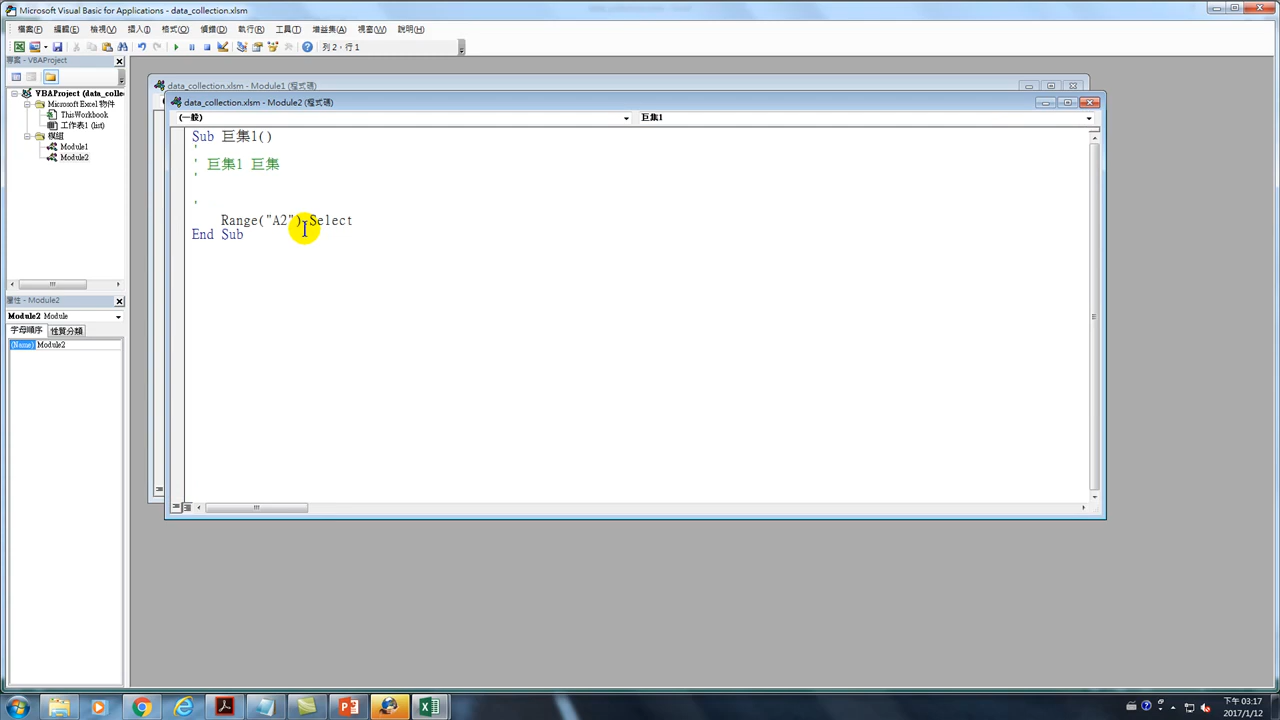 Microsoft Visual Basic for Applications - data_collection.xlsm
檔案(F) 編輯(E) 檢視(V) 插入(I) 格式(O) 偵錯(D) 執行(R) 工具(T) 增益集(A) 視窗(W) 說明(H)
列 2，行 1
專案 - VBAProject
VBAProject (data_colle
Microsoft Excel 物件
ThisWorkbook
工作表1 (list)
模組
Module1
Module2
屬性 - Module2
Module2 Module
字母順序 性質分類
(Name) Module2
data_collection.xlsm - Module1 (程式碼)
data_collection.xlsm - Module2 (程式碼)
(一般) 巨集1
Sub 巨集1()
'
' 巨集1 巨集
'
'
Range("A2").Select
End Sub
下午 03:17
2017/1/12